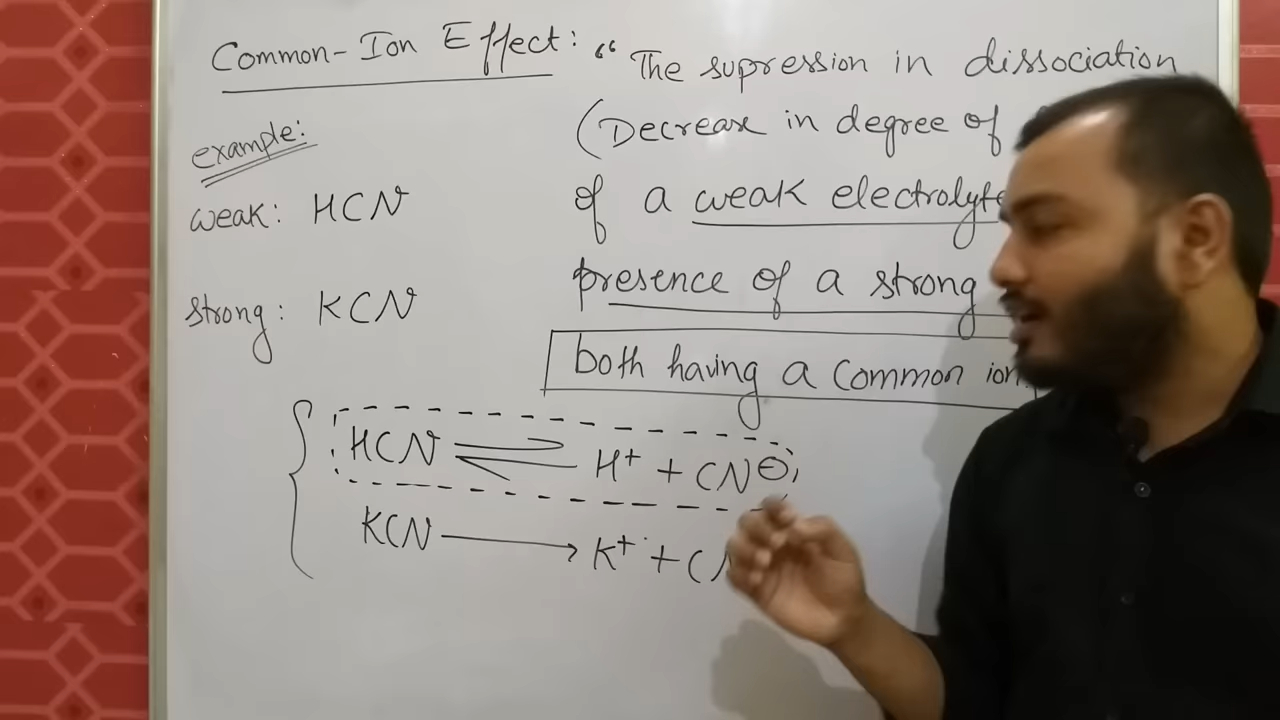 Common-Ion Effect: “ The supression in dissociation
(Decrease in degree of
of a weak electrolyte
presence of a strong
both having a common ion
example:
weak: HCN
strong: KCN
HCN ⇌ H+ + CN⊖
KCN → K+ + C